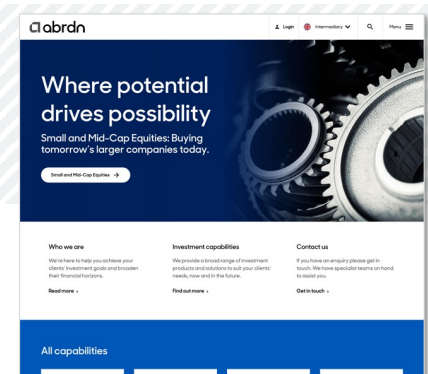 abrdn
Login
Intermediary
Menu
Where potential
drives possibility
Small and Mid-Cap Equities: Buying
tomorrow's larger companies today.
Small and Mid-Cap Equities →
Who we are
We're here to help you achieve your
clients' investment goals and broaden
their financial horizons.
Read more ›
Investment capabilities
We provide a broad range of investment
products and solutions to suit your clients'
needs, now and in the future.
Find out more ›
Contact us
If you have an enquiry please get in
touch. We have specialist teams on hand
to assist you.
Get in touch ›
All capabilities